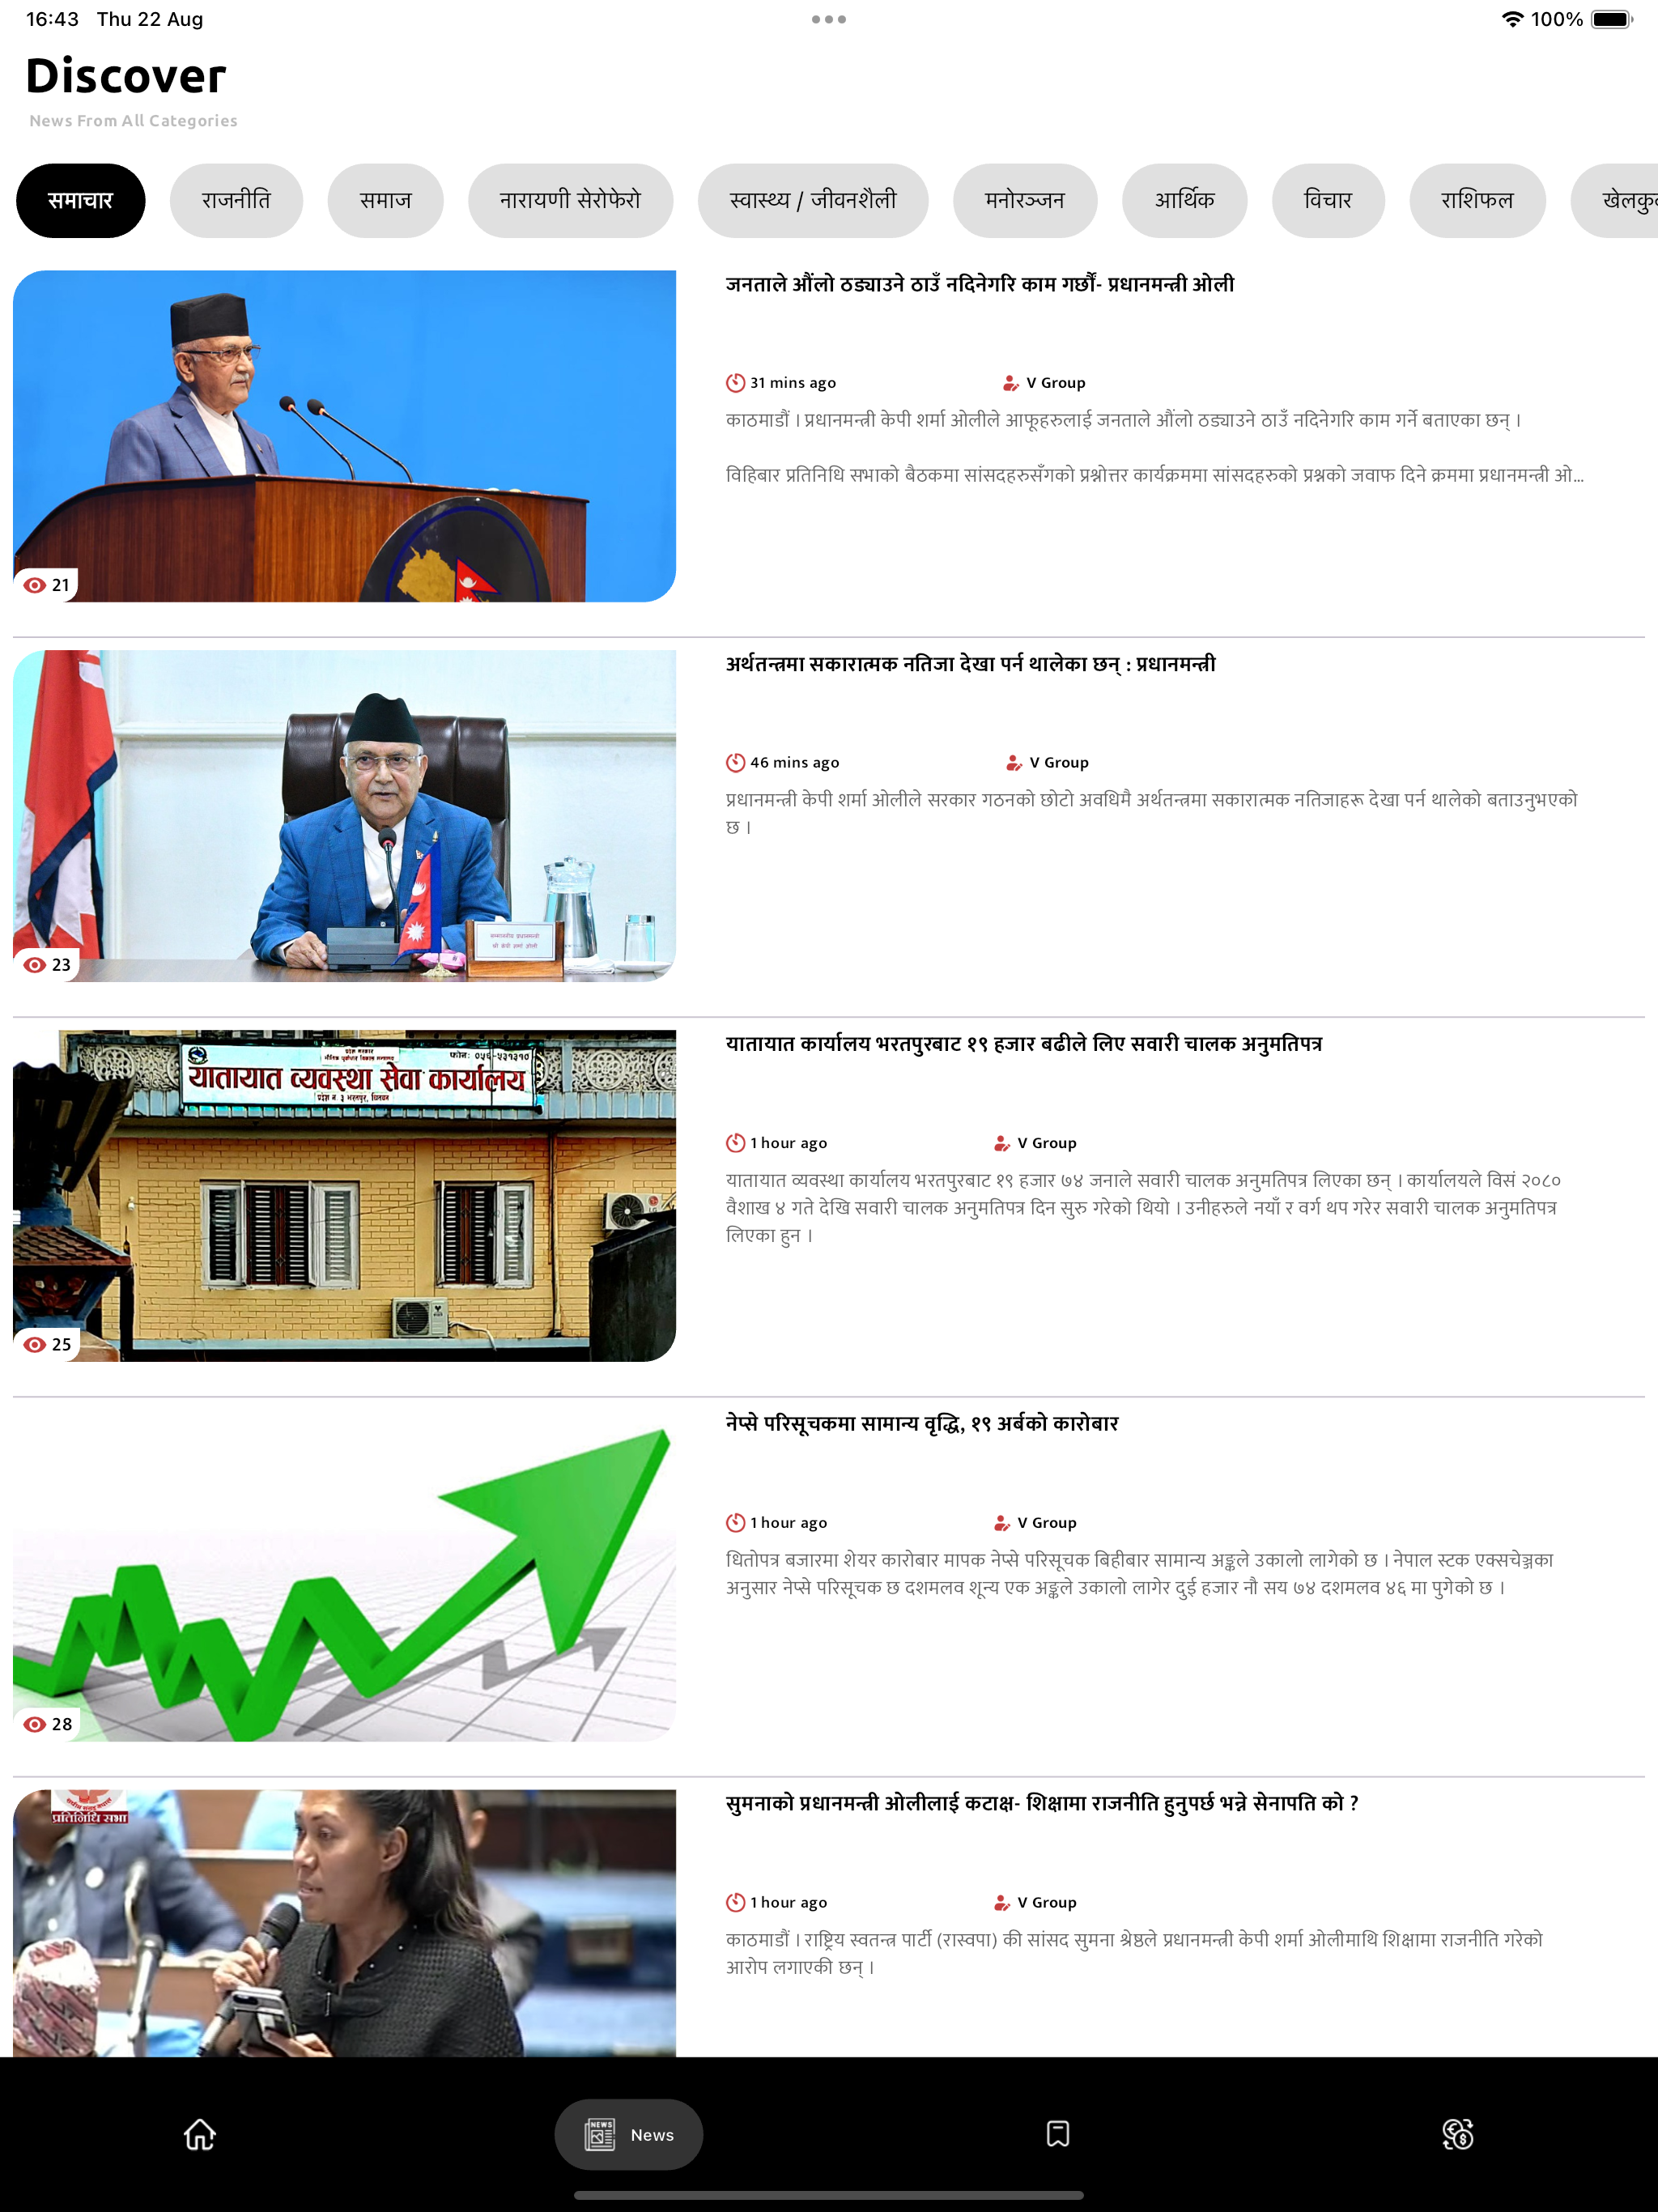 16:43 Thu 22 Aug
100%
Discover
News From All Categories
समाचार
राजनीति
समाज
नारायणी सेरोफेरो
स्वास्थ्य / जीवनशैली
मनोरञ्जन
आर्थिक
विचार
राशिफल
जनताले औंलो ठड्याउने ठाउँ नदिनेगरि काम गर्छौं- प्रधानमन्त्री ओली
31 mins ago
V Group
काठमाडौं । प्रधानमन्त्री केपी शर्मा ओलीले आफूहरुलाई जनताले औंलो ठड्याउने ठाउँ नदिनेगरि काम गर्ने बताएका छन् ।
विहिबार प्रतिनिधि सभाको बैठकमा सांसदहरुसँगको प्रश्नोत्तर कार्यक्रममा सांसदहरुको प्रश्नको जवाफ दिने क्रममा प्रधानमन्त्री ओ...
21
अर्थतन्त्रमा सकारात्मक नतिजा देखा पर्न थालेका छन् : प्रधानमन्त्री
46 mins ago
V Group
प्रधानमन्त्री केपी शर्मा ओलीले सरकार गठनको छोटो अवधिमै अर्थतन्त्रमा सकारात्मक नतिजाहरू देखा पर्न थालेको बताउनुभएको
छ ।
23
यातायात कार्यालय भरतपुरबाट १९ हजार बढीले लिए सवारी चालक अनुमतिपत्र
प्रदेश सरकार
फोनः ०५६-५३१३१०
यातायात व्यवस्था सेवा कार्यालय
प्रदेश नं. ३ भरतपुर, चितवन
1 hour ago
V Group
यातायात व्यवस्था कार्यालय भरतपुरबाट १९ हजार ७४ जनाले सवारी चालक अनुमतिपत्र लिएका छन् । कार्यालयले विसं २०८०
वैशाख ४ गते देखि सवारी चालक अनुमतिपत्र दिन सुरु गरेको थियो । उनीहरुले नयाँ र वर्ग थप गरेर सवारी चालक अनुमतिपत्र
लिएका हुन ।
25
नेप्से परिसूचकमा सामान्य वृद्धि, १९ अर्बको कारोबार
1 hour ago
V Group
धितोपत्र बजारमा शेयर कारोबार मापक नेप्से परिसूचक बिहीबार सामान्य अङ्कले उकालो लागेको छ । नेपाल स्टक एक्सचेञ्जका
अनुसार नेप्से परिसूचक छ दशमलव शून्य एक अङ्कले उकालो लागेर दुई हजार नौ सय ७४ दशमलव ४६ मा पुगेको छ ।
28
सुमनाको प्रधानमन्त्री ओलीलाई कटाक्ष- शिक्षामा राजनीति हुनुपर्छ भन्ने सेनापति को ?
प्रतिनिधि सभा
1 hour ago
V Group
काठमाडौं । राष्ट्रिय स्वतन्त्र पार्टी (रास्वपा) की सांसद सुमना श्रेष्ठले प्रधानमन्त्री केपी शर्मा ओलीमाथि शिक्षामा राजनीति गरेको
आरोप लगाएकी छन् ।
News